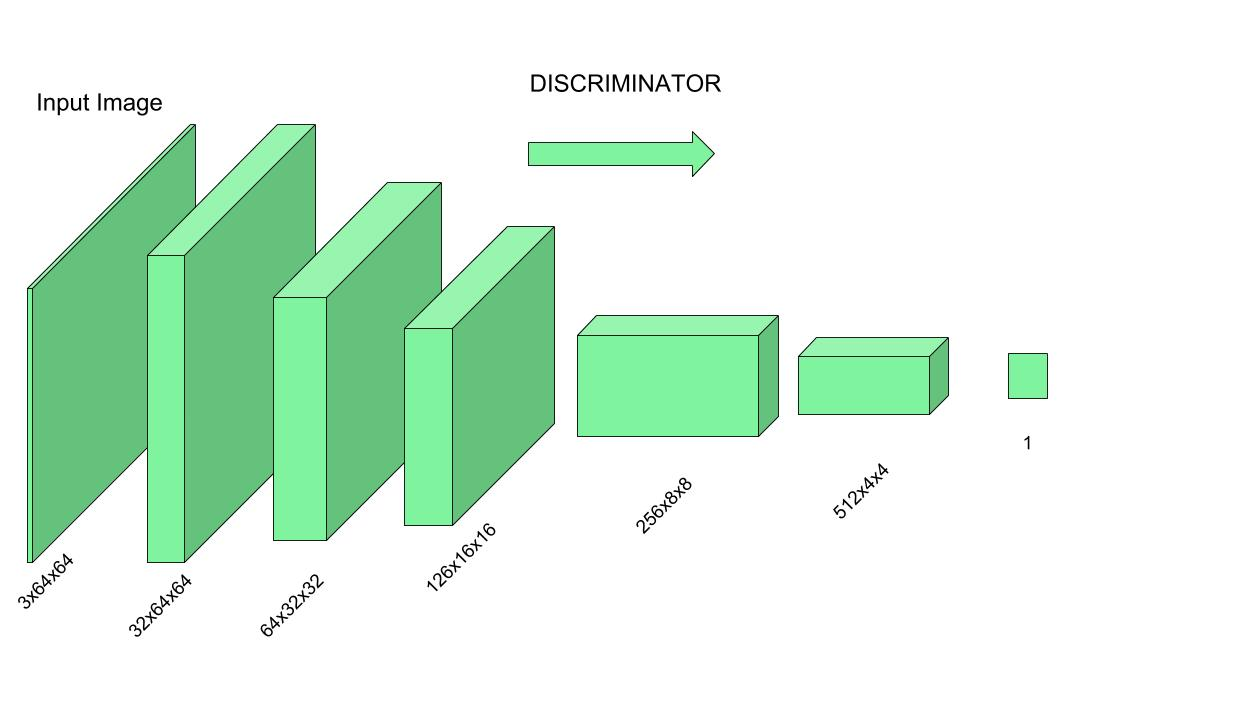 DISCRIMINATOR
Input Image
3x64x64
32x64x64
64x32x32
126x16x16
256x8x8
512x4x4
1